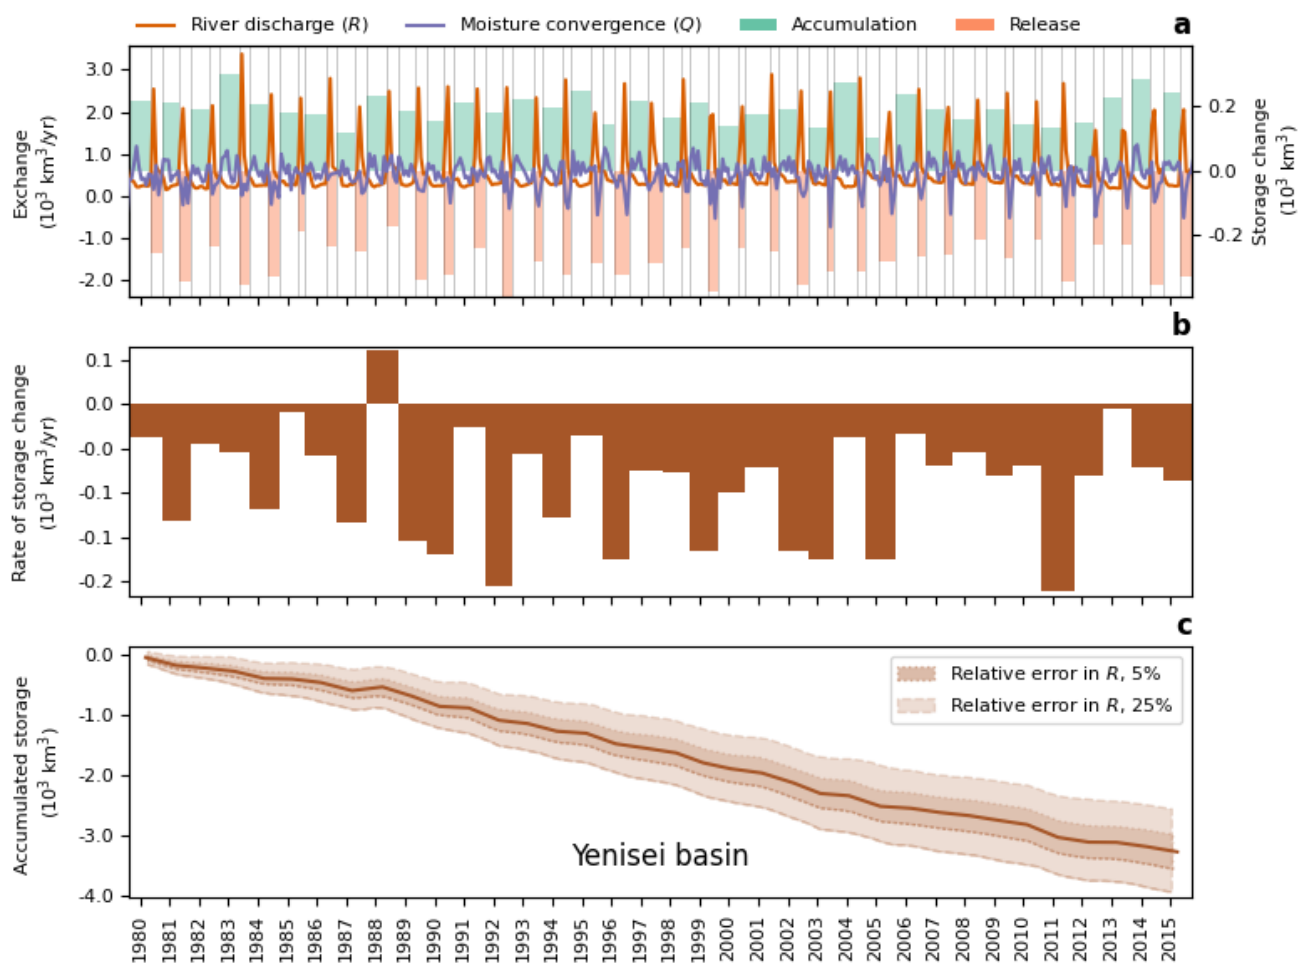 River discharge (R) Moisture convergence (Q) Accumulation Release a
Exchange
(10³ km³/yr)
3.0
2.0
1.0
0.0
-1.0
-2.0
0.2
0.0
-0.2
Storage change
(10³ km³)
b
Rate of storage change
(10³ km³/yr)
0.1
0.0
-0.0
-0.1
-0.1
-0.2
c
Accumulated storage
(10³ km³)
0.0
-1.0
-2.0
-3.0
-4.0
Relative error in R, 5%
Relative error in R, 25%
Yenisei basin
1980 1981 1982 1983 1984 1985 1986 1987 1988 1989 1990 1991 1992 1993 1994 1995 1996 1997 1998 1999 2000 2001 2002 2003 2004 2005 2006 2007 2008 2009 2010 2011 2012 2013 2014 2015